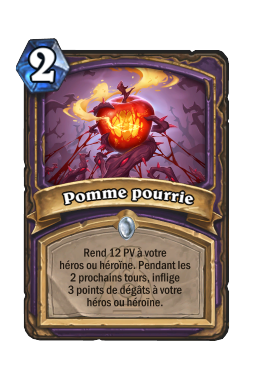 2
Pomme pourrie
Rend 12 PV à votre
héros ou héroïne. Pendant les
2 prochains tours, inflige
3 points de dégâts à votre
héros ou héroïne.